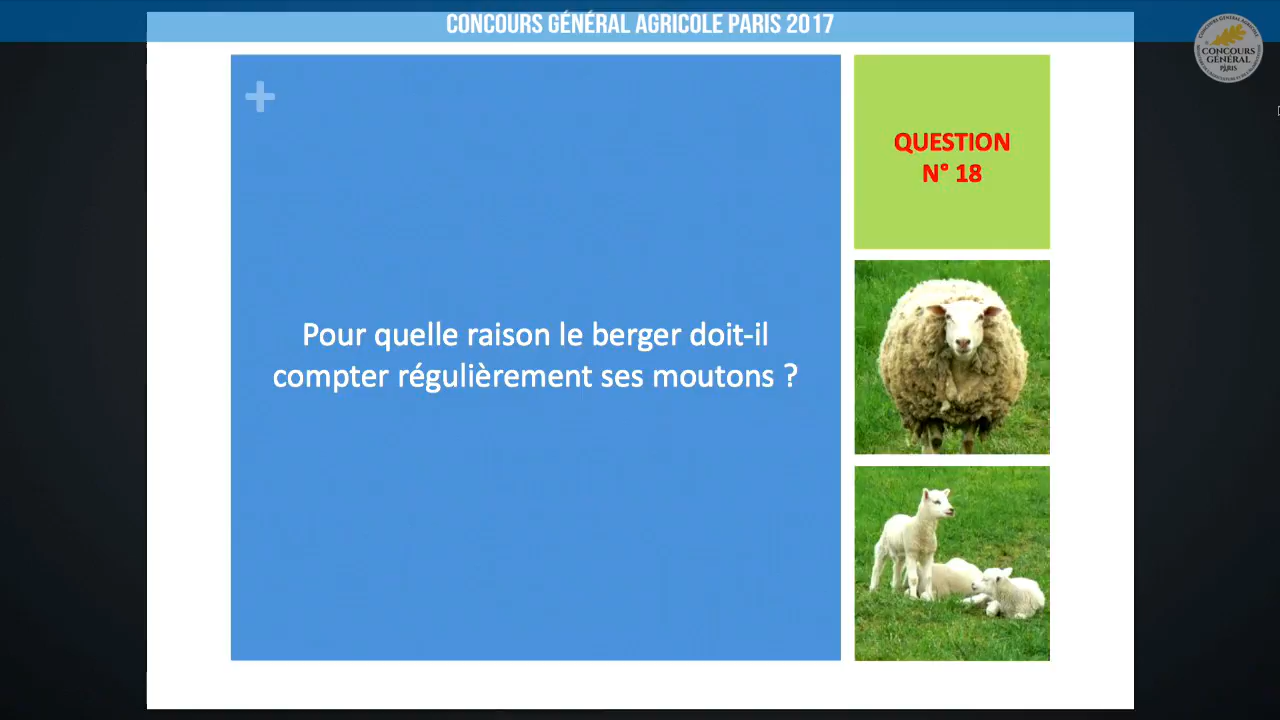 CONCOURS GÉNÉRAL AGRICOLE PARIS 2017
CONCOURS
GÉNÉRAL
PARIS
QUESTION
N° 18
Pour quelle raison le berger doit-il
compter régulièrement ses moutons ?